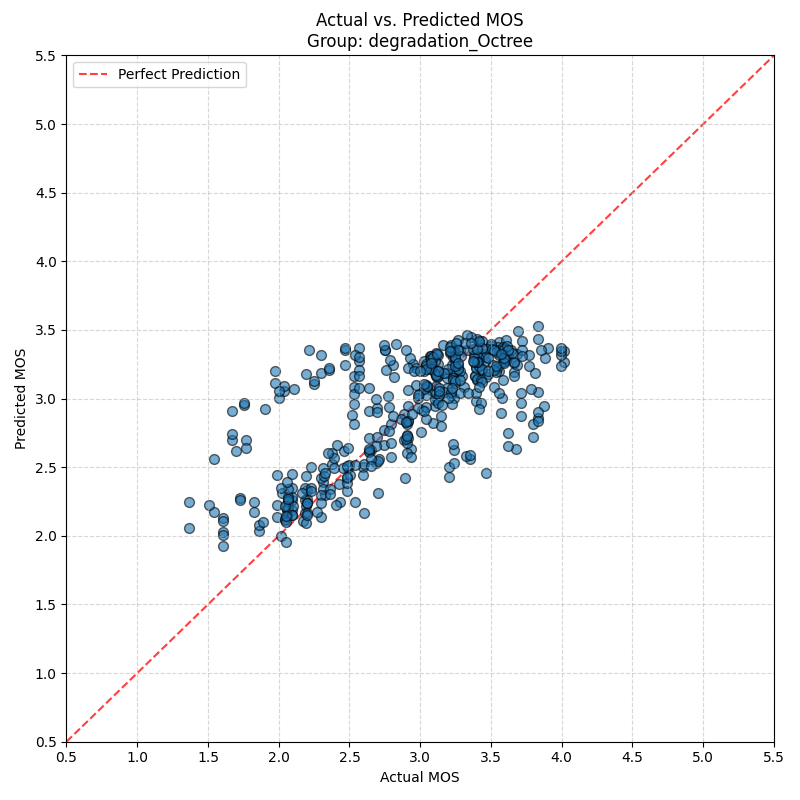 Actual vs. Predicted MOS
Group: degradation_Octree
Perfect Prediction
Predicted MOS
5.5
5.0
4.5
4.0
3.5
3.0
2.5
2.0
1.5
1.0
0.5
0.5 1.0 1.5 2.0 2.5 3.0 3.5 4.0 4.5 5.0 5.5
Actual MOS